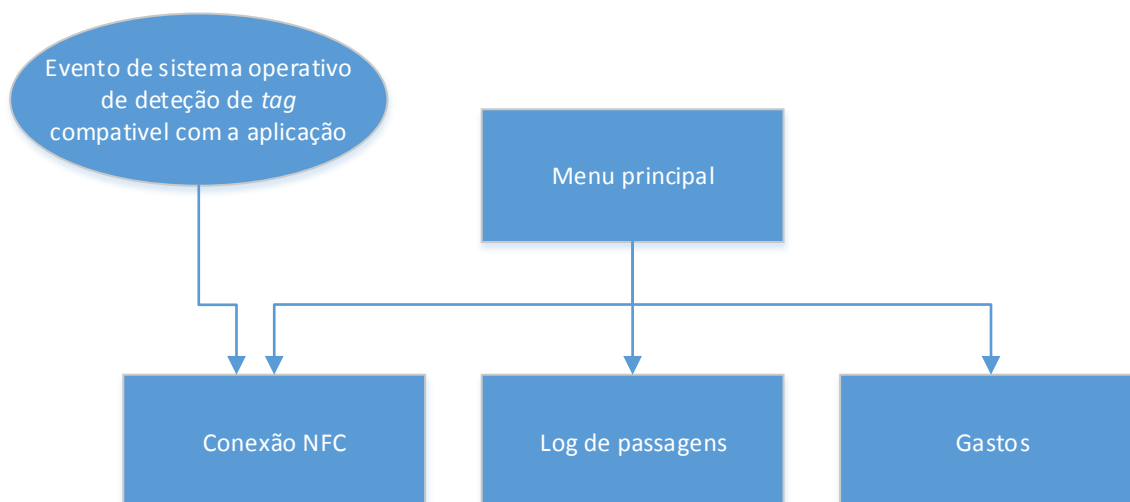 Evento de sistema operativo
de deteção de tag
compativel com a aplicação
Menu principal
Conexão NFC
Log de passagens
Gastos